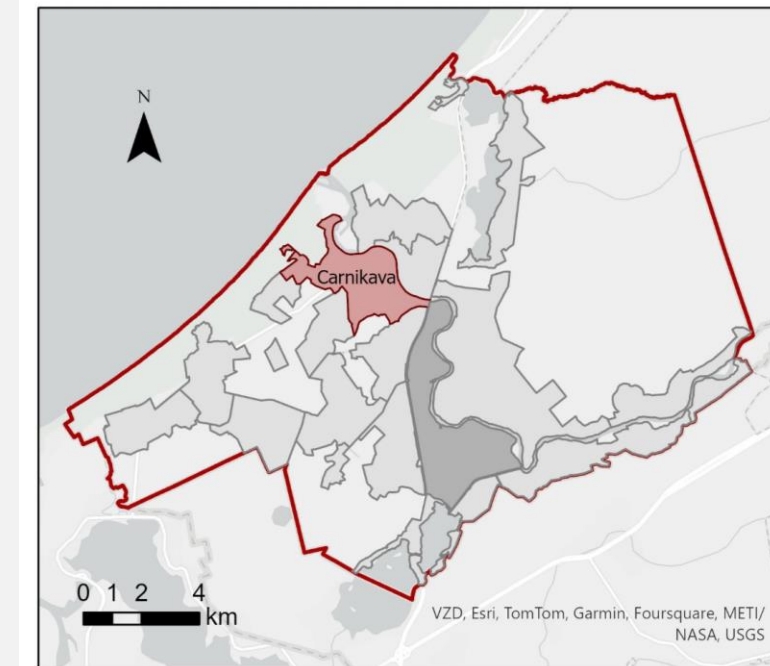 N
Carnikava
0 1 2 4
km
VZD, Esri, TomTom, Garmin, Foursquare, METI/
NASA, USGS